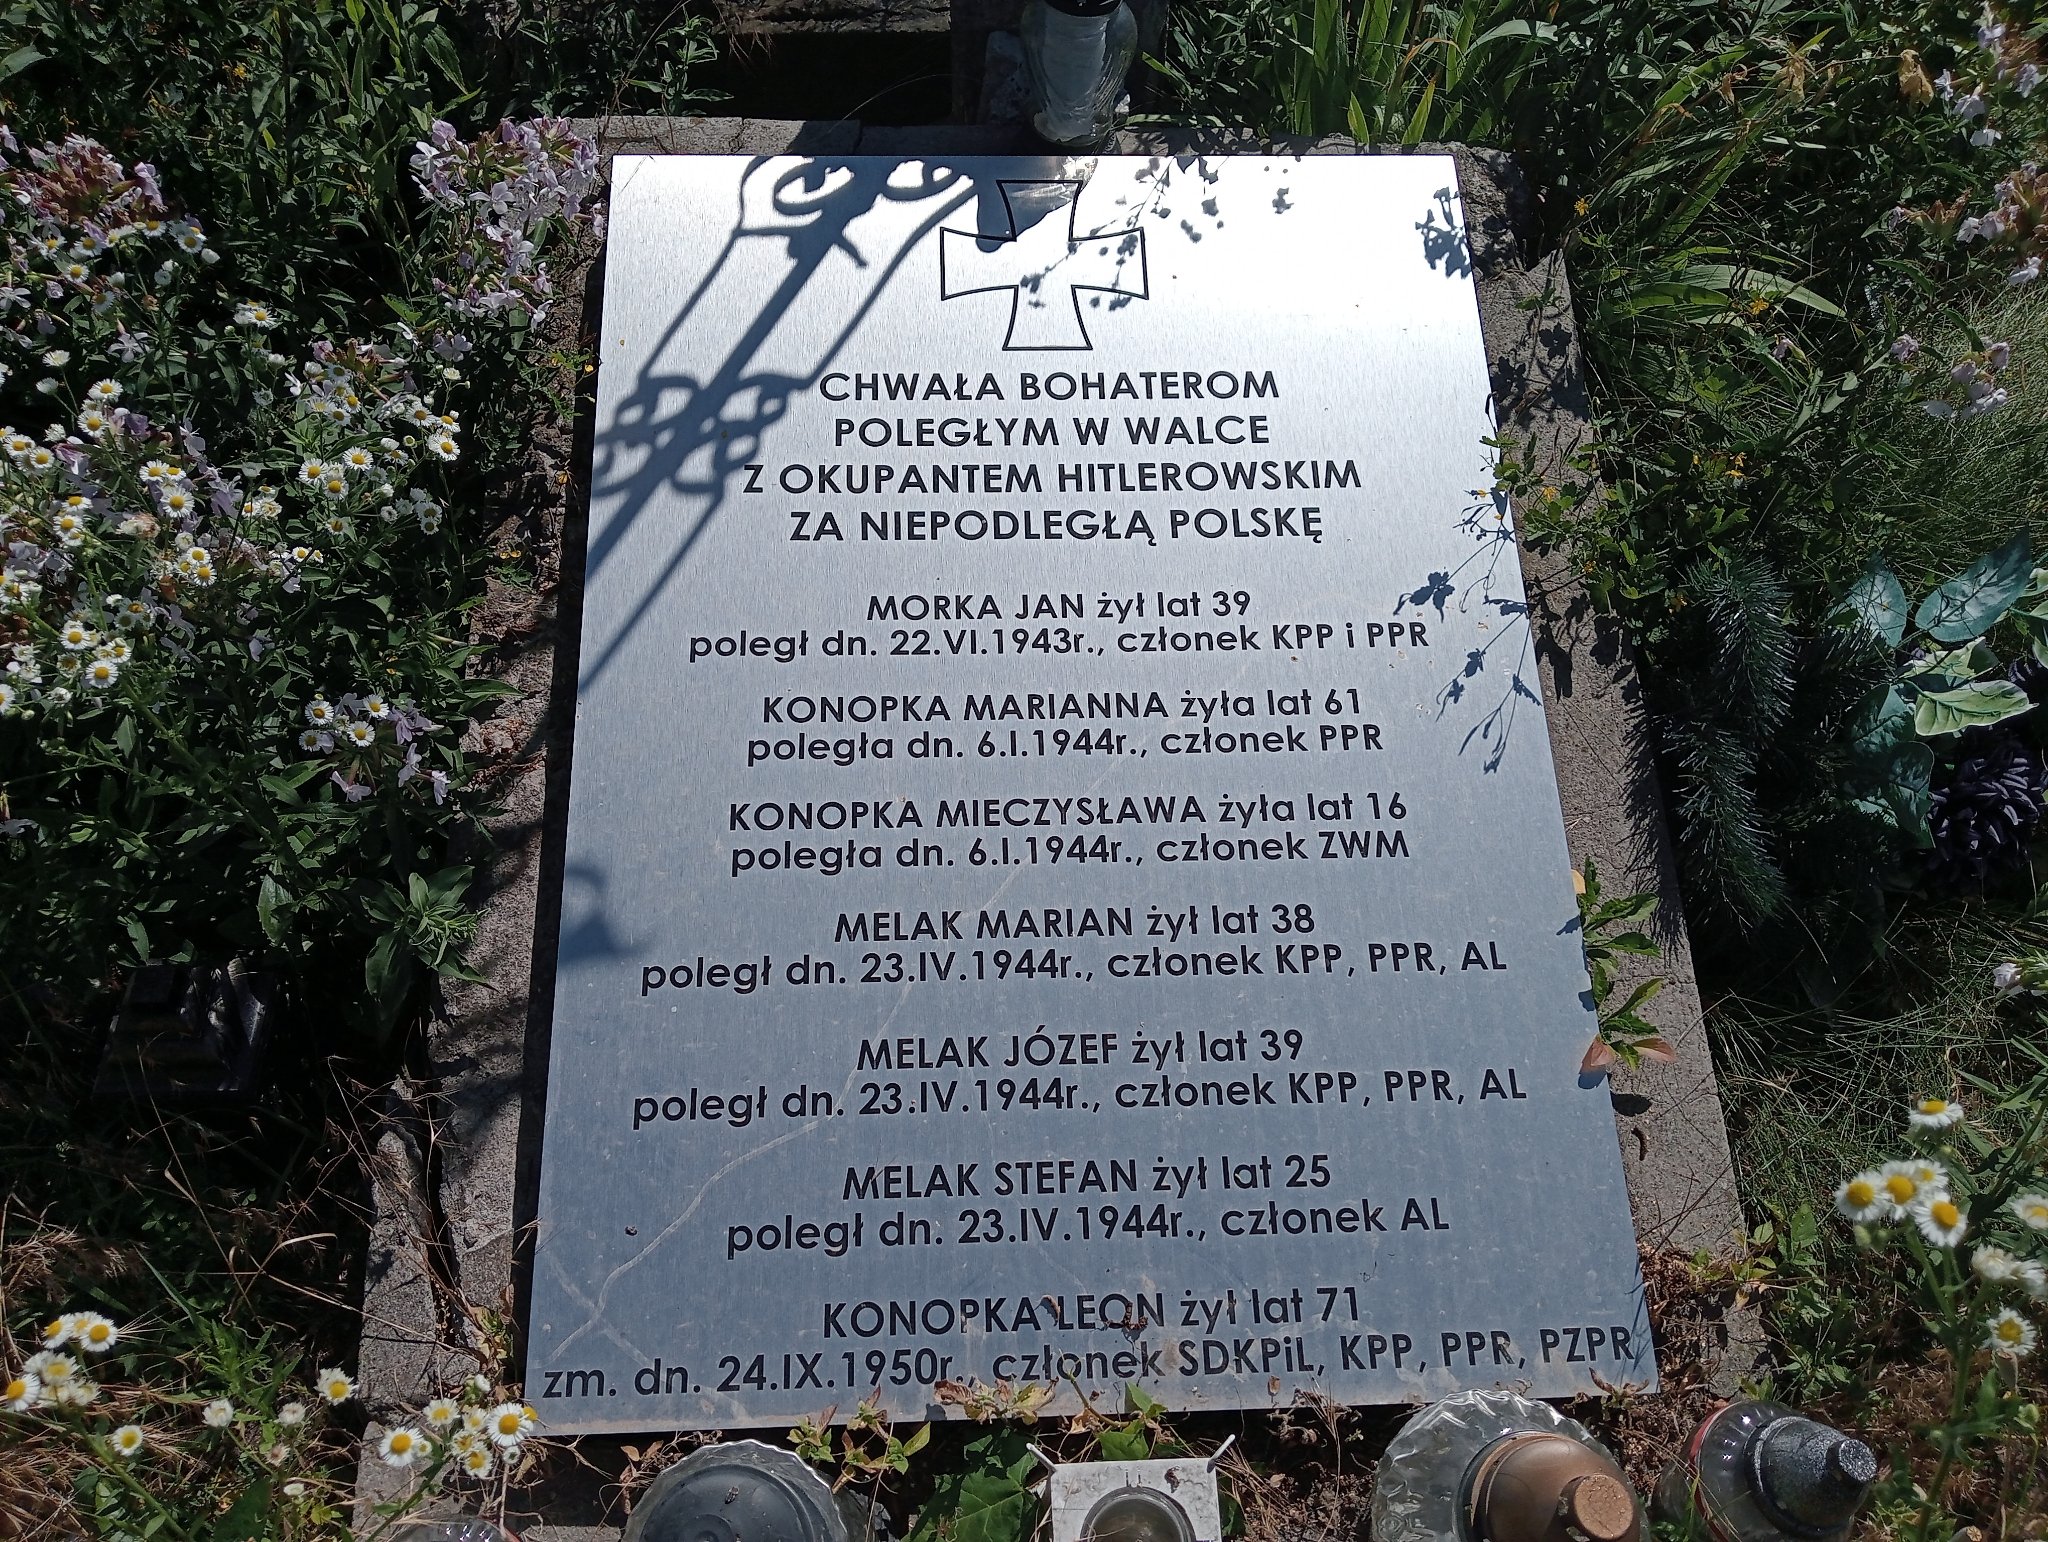 CHWAŁA BOHATEROM
POLEGŁYM W WALCE
Z OKUPANTEM HITLEROWSKIM
ZA NIEPODLEGŁĄ POLSKĘ
MORKA JAN żył lat 39
poległ dn. 22.VI.1943r., członek KPP i PPR
KONOPKA MARIANNA żyła lat 61
poległa dn. 6.I.1944r., członek PPR
KONOPKA MIECZYSŁAWA żyła lat 16
poległa dn. 6.I.1944r., członek ZWM
MELAK MARIAN żył lat 38
poległ dn. 23.IV.1944r., członek KPP, PPR, AL
MELAK JÓZEF żył lat 39
poległ dn. 23.IV.1944r., członek KPP, PPR, AL
MELAK STEFAN żył lat 25
poległ dn. 23.IV.1944r., członek AL
KONOPKA LEON żył lat 71
zm. dn. 24.IX.1950r., członek SDKPiL, KPP, PPR, PZPR